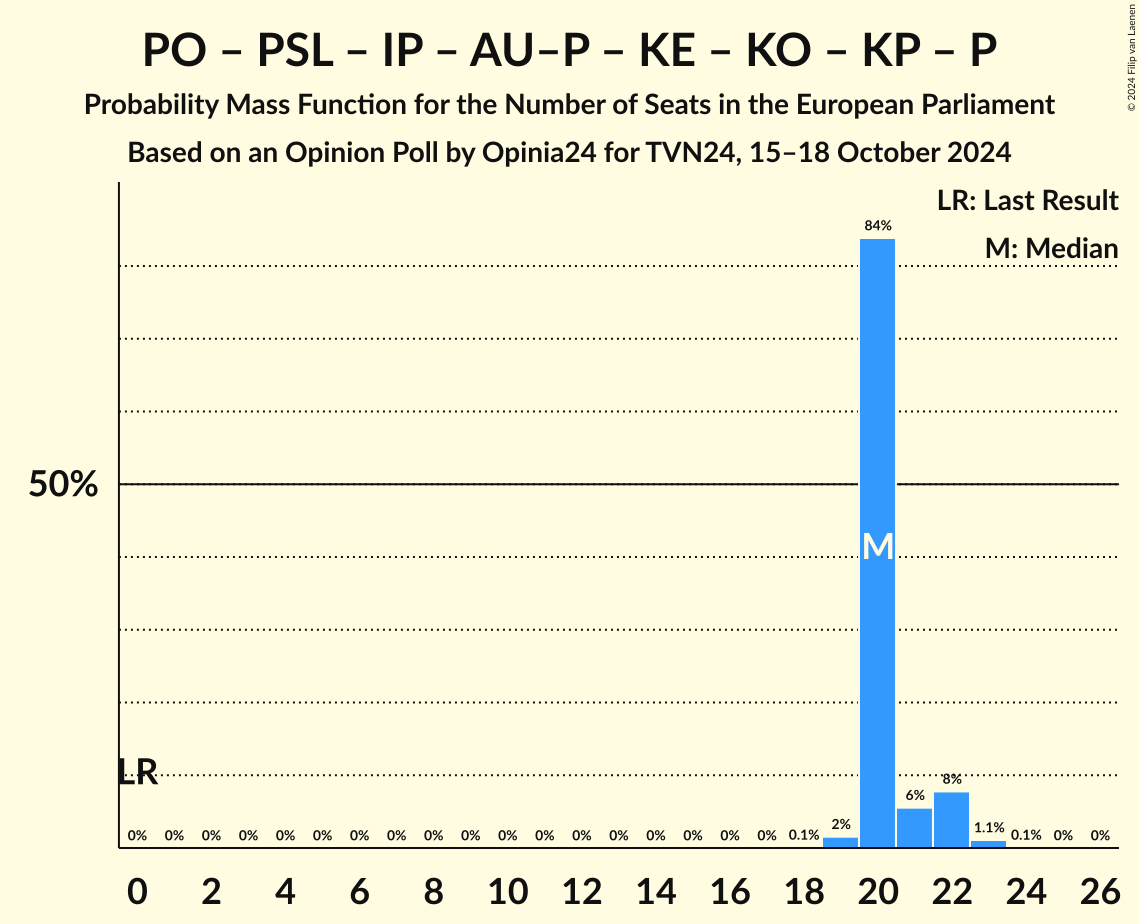 PO – PSL – IP – AU–P – KE – KO – KP – P
Probability Mass Function for the Number of Seats in the European Parliament
Based on an Opinion Poll by Opinia24 for TVN24, 15–18 October 2024
© 2024 Filip van Laenen
LR: Last Result
M: Median
84%
50%
M
LR
0% 0% 0% 0% 0% 0% 0% 0% 0% 0% 0% 0% 0% 0% 0% 0% 0% 0% 0.1% 2% 6% 8% 1.1% 0.1% 0% 0%
0 2 4 6 8 10 12 14 16 18 20 22 24 26